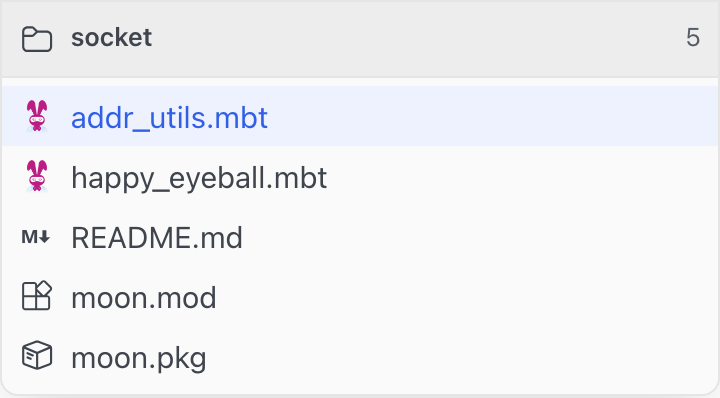 socket 5
addr_utils.mbt
happy_eyeball.mbt
M↓ README.md
moon.mod
moon.pkg